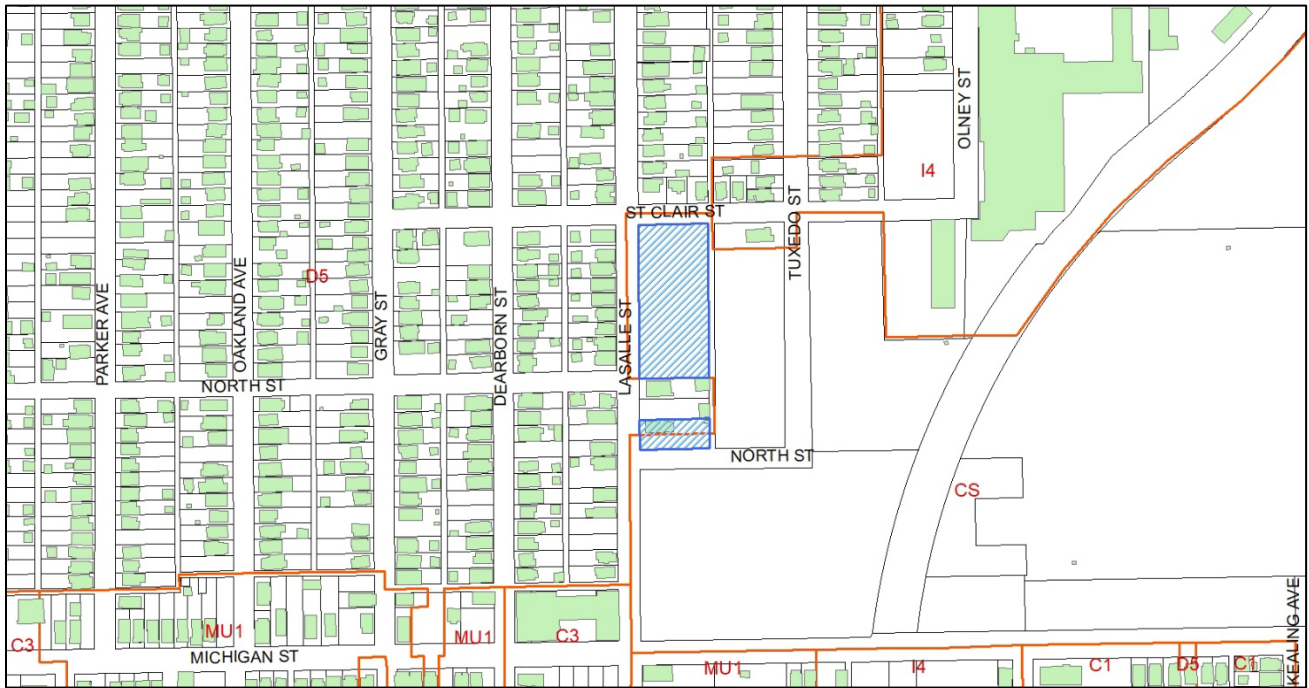 OLNEY ST
I4
ST CLAIR ST
TUXEDO ST
D5
PARKER AVE
OAKLAND AVE
GRAY ST
DEARBORN ST
LASALLE ST
NORTH ST
NORTH ST
CS
C3
MU1
MU1
C3
MICHIGAN ST
MU1
I4
C1
D5
C1
KEALING AVE